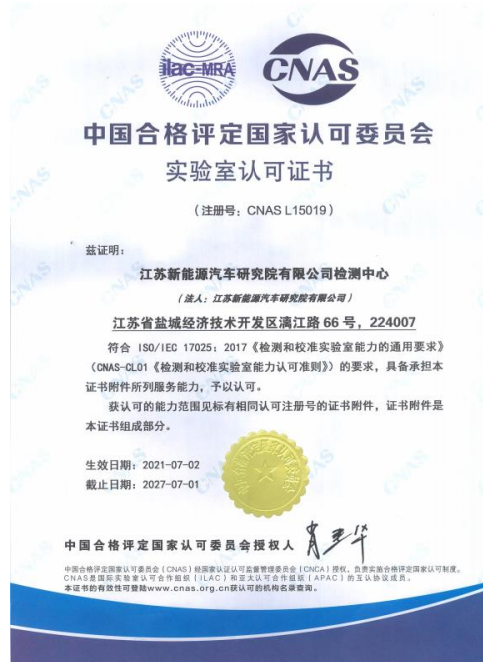 ilac-MRA
CNAS
中国合格评定国家认可委员会
实验室认可证书
（注册号：CNAS L15019）
兹证明：
江苏新能源汽车研究院有限公司检测中心
（法人：江苏新能源汽车研究院有限公司）
江苏省盐城经济技术开发区漓江路 66 号，224007
符合 ISO/IEC 17025：2017《检测和校准实验室能力的通用要求》
（CNAS-CL01《检测和校准实验室能力认可准则》）的要求，具备承担本
证书附件所列服务能力，予以认可。
获认可的能力范围见标有相同认可注册号的证书附件，证书附件是
本证书组成部分。
生效日期：2021-07-02
截止日期：2027-07-01
中国合格评定国家认可委员会授权人
中国合格评定国家认可委员会（CNAS）经国家认证认可监督管理委员会（CNCA）授权，负责实施合格评定国家认可制度。
CNAS是国际实验室认可合作组织（ILAC）和亚太认可合作组织（APAC）的互认协议成员。
本证书的有效性可登陆www.cnas.org.cn获认可的机构名录查询。